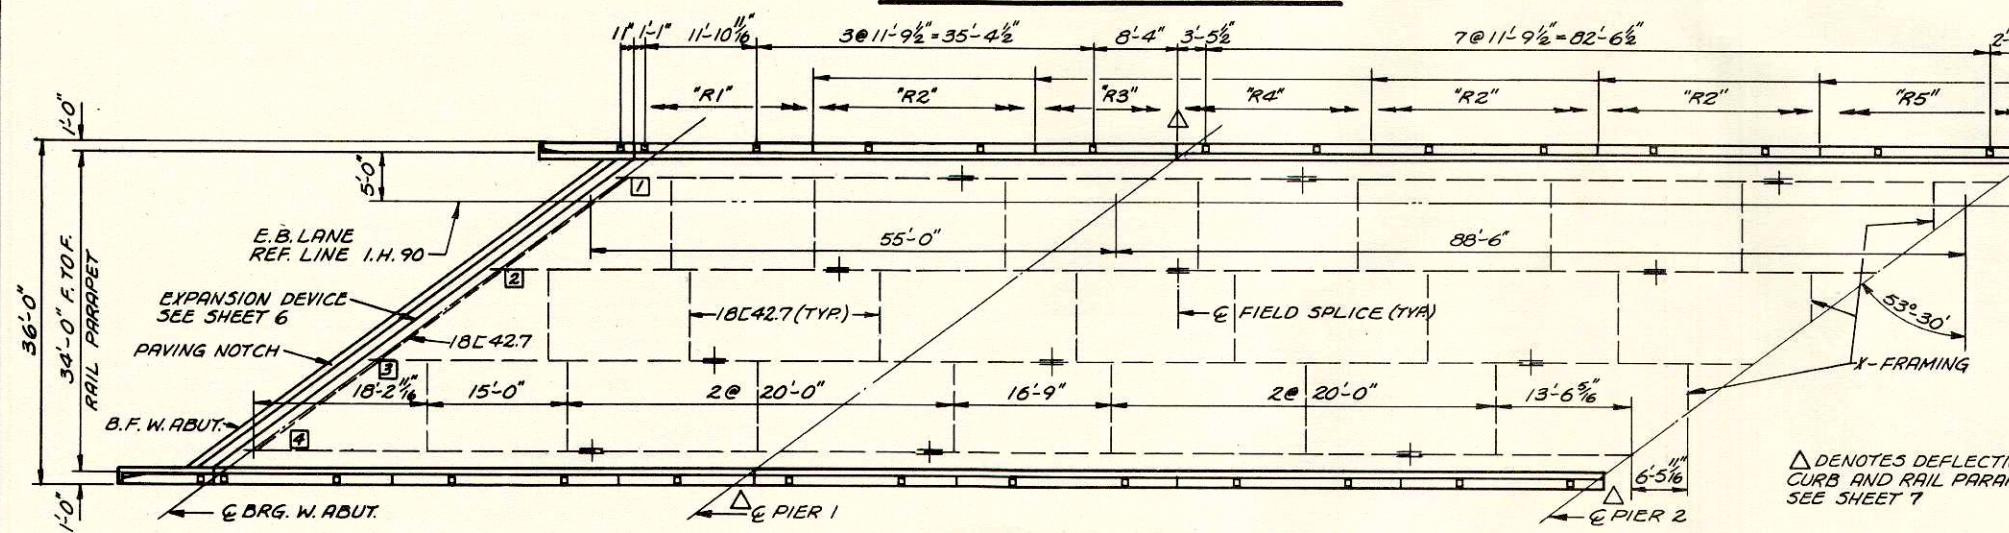 11" 1'-1" 11'-10 11/16" 3@11'-9½"=35'-4½" 8'-4" 3'-5½" 7@11'-9½"=82'-6½"
"R1" "R2" "R3" "R4" "R2" "R2" "R5"
1'-0"
5'-0"
1
E.B. LANE
REF. LINE I.H. 90
55'-0" 88'-6"
36'-0"
34'-0" F. TO F.
RAIL PARAPET
2
EXPANSION DEVICE
SEE SHEET 6
18[42.7 (TYP.)
℄ FIELD SPLICE (TYP.)
53°-30'
PAVING NOTCH
18[42.7
3
X-FRAMING
18'-2 11/16" 15'-0" 2@ 20'-0" 16'-9" 2@ 20'-0" 13'-6 5/16"
B.F. W. ABUT.
4
6'-5 11/16"
△ DENOTES DEFLECTI
CURB AND RAIL PARA
SEE SHEET 7
1'-0"
℄ BRG. W. ABUT.
℄ PIER 1
℄ PIER 2